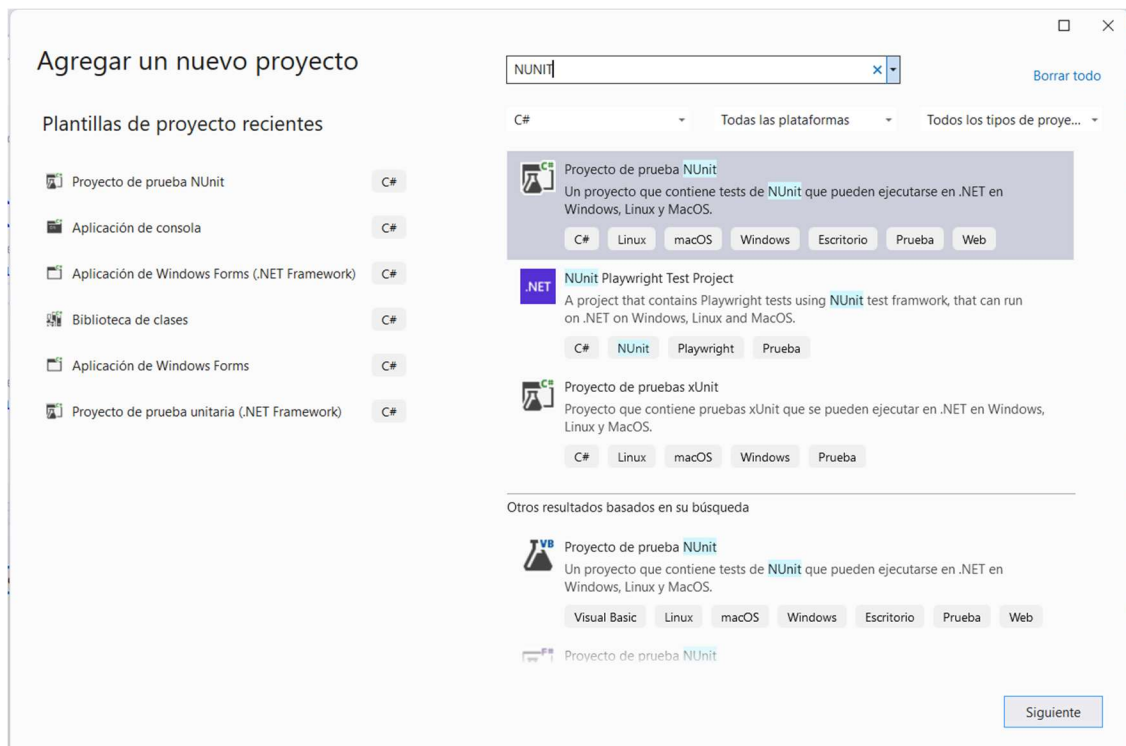 Agregar un nuevo proyecto
NUNIT
Borrar todo
Plantillas de proyecto recientes
C#
Todas las plataformas
Todos los tipos de proye...
Proyecto de prueba NUnit
C#
Aplicación de consola
C#
Aplicación de Windows Forms (.NET Framework)
C#
Biblioteca de clases
C#
Aplicación de Windows Forms
C#
Proyecto de prueba unitaria (.NET Framework)
C#
C#
Proyecto de prueba NUnit
Un proyecto que contiene tests de NUnit que pueden ejecutarse en .NET en
Windows, Linux y MacOS.
C# Linux macOS Windows Escritorio Prueba Web
.NET
NUnit Playwright Test Project
A project that contains Playwright tests using NUnit test framwork, that can run
on .NET on Windows, Linux and MacOS.
C# NUnit Playwright Prueba
C#
Proyecto de pruebas xUnit
Proyecto que contiene pruebas xUnit que se pueden ejecutar en .NET en Windows,
Linux y MacOS.
C# Linux macOS Windows Prueba
Otros resultados basados en su búsqueda
VB
Proyecto de prueba NUnit
Un proyecto que contiene tests de NUnit que pueden ejecutarse en .NET en
Windows, Linux y MacOS.
Visual Basic Linux macOS Windows Escritorio Prueba Web
F#
Proyecto de prueba NUnit
Siguiente